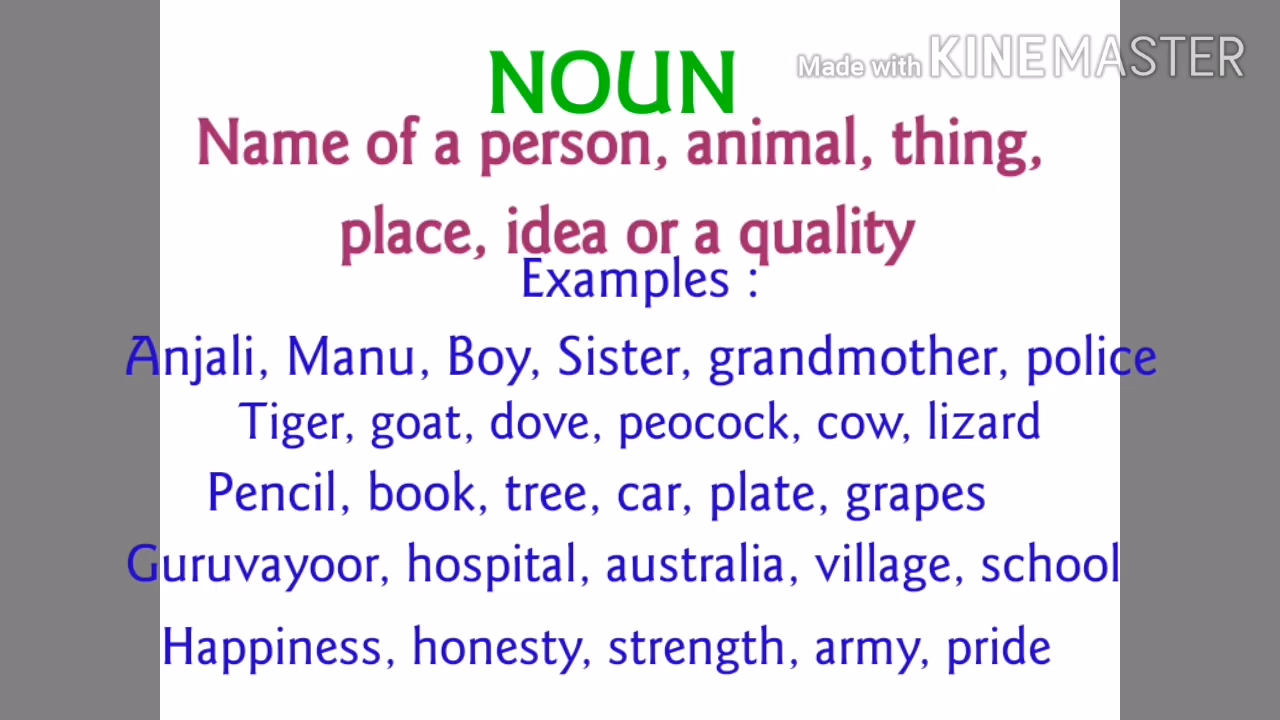 NOUN
Made with KINEMASTER
Name of a person, animal, thing,
place, idea or a quality
Examples :
Anjali, Manu, Boy, Sister, grandmother, police
Tiger, goat, dove, peocock, cow, lizard
Pencil, book, tree, car, plate, grapes
Guruvayoor, hospital, australia, village, school
Happiness, honesty, strength, army, pride